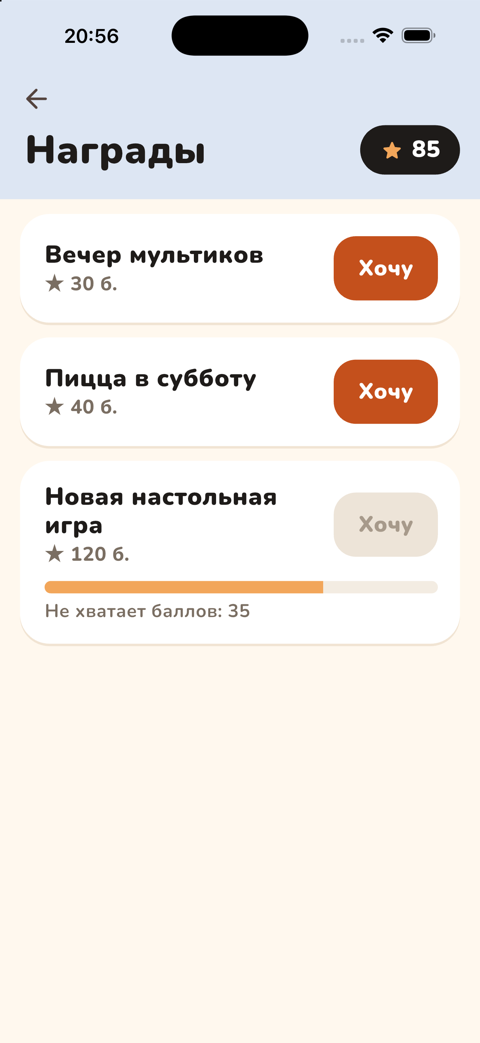 20:56
Награды
85
Вечер мультиков
★ 30 б.
Хочу
Пицца в субботу
★ 40 б.
Хочу
Новая настольная
игра
★ 120 б.
Хочу
Не хватает баллов: 35